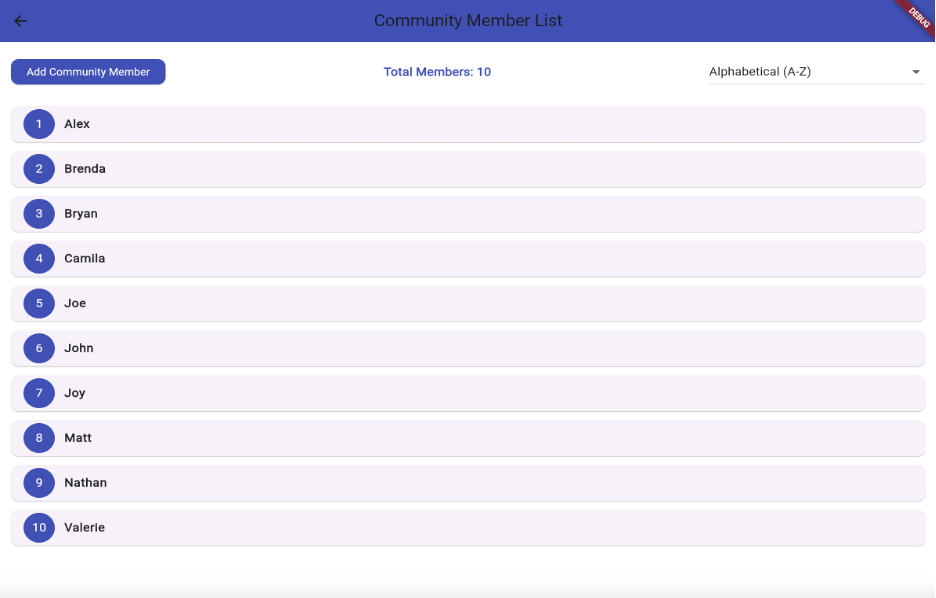 Community Member List
DEBUG
Add Community Member
Total Members: 10
Alphabetical (A-Z)
1 Alex
2 Brenda
3 Bryan
4 Camila
5 Joe
6 John
7 Joy
8 Matt
9 Nathan
10 Valerie